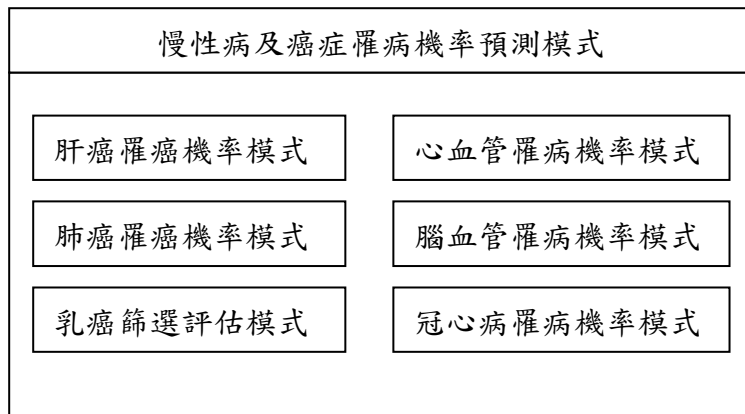 慢性病及癌症罹病機率預測模式
肝癌罹癌機率模式
心血管罹病機率模式
肺癌罹癌機率模式
腦血管罹病機率模式
乳癌篩選評估模式
冠心病罹病機率模式